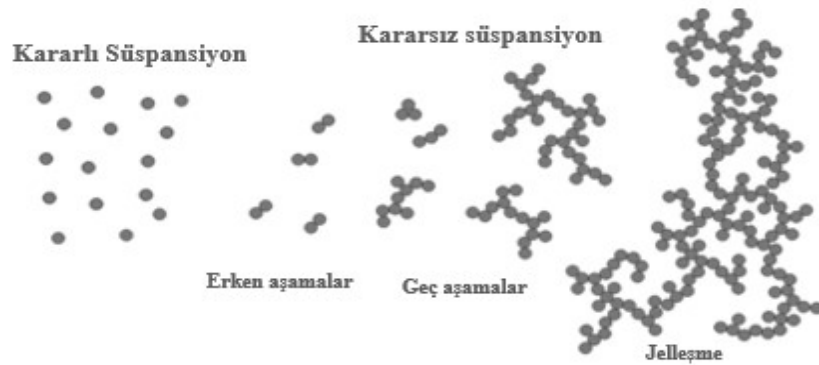 Kararlı Süspansiyon
Kararsız süspansiyon
Erken aşamalar
Geç aşamalar
Jelleşme